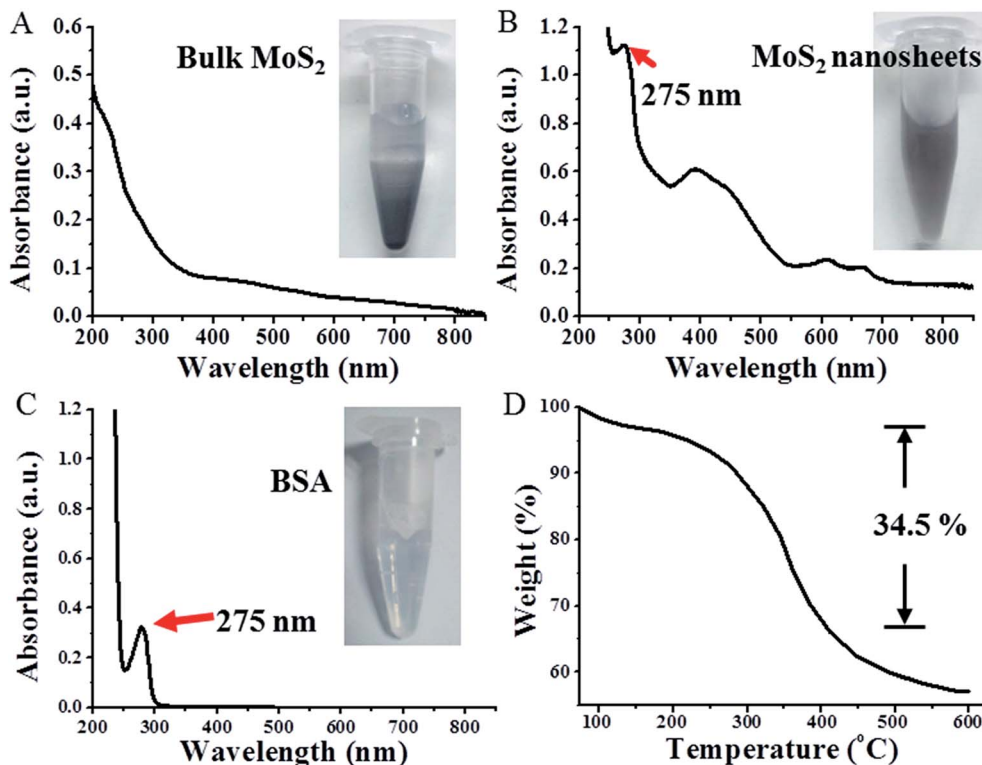 A
Bulk MoS₂
Absorbance (a.u.)
0.6
0.5
0.4
0.3
0.2
0.1
0.0
200 300 400 500 600 700 800
Wavelength (nm)
B
MoS₂ nanosheets
275 nm
Absorbance (a.u.)
1.2
1.0
0.8
0.6
0.4
0.2
0.0
200 300 400 500 600 700 800
Wavelength (nm)
C
BSA
275 nm
Absorbance (a.u.)
1.2
1.0
0.8
0.6
0.4
0.2
0.0
200 300 400 500 600 700 800
Wavelength (nm)
D
34.5 %
Weight (%)
100
90
80
70
60
100 200 300 400 500 600
Temperature (°C)